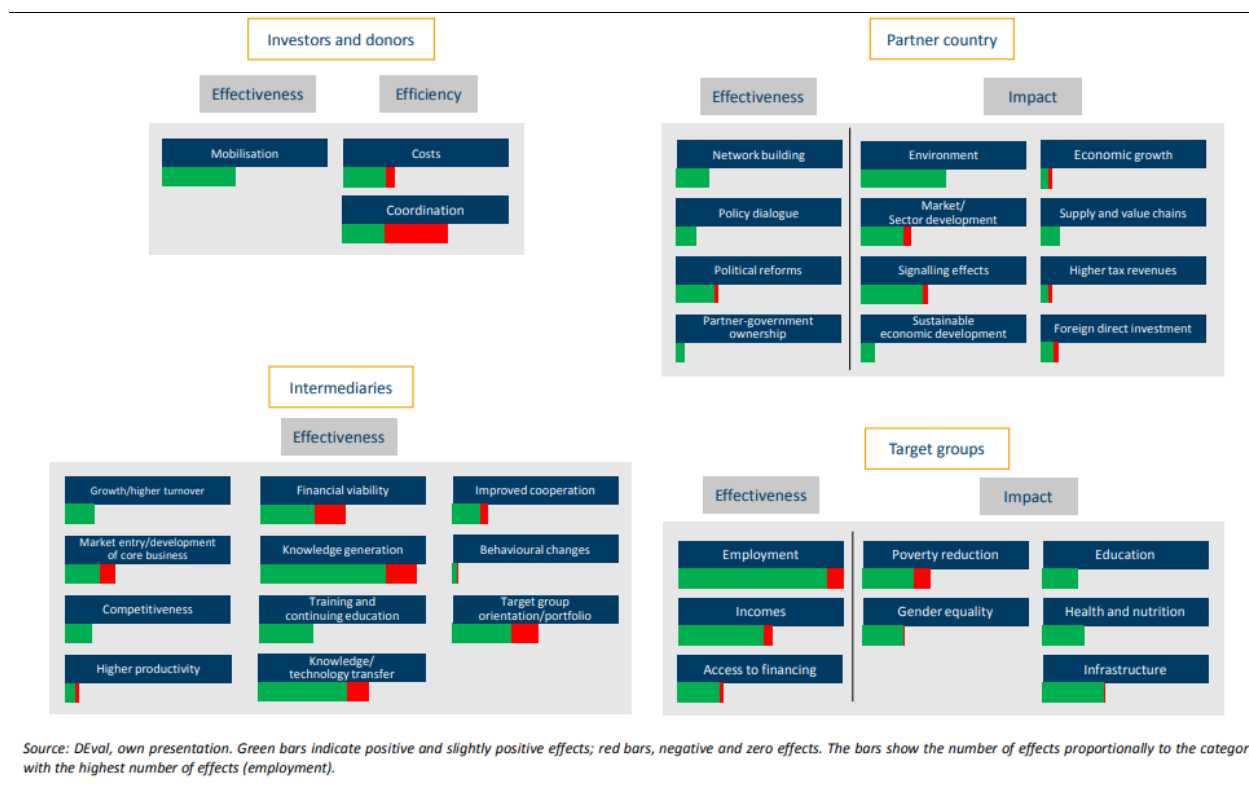 Investors and donors
Effectiveness
Efficiency
Mobilisation
Costs
Coordination
Partner country
Effectiveness
Impact
Network building
Environment
Economic growth
Policy dialogue
Market/
Sector development
Supply and value chains
Political reforms
Signalling effects
Higher tax revenues
Partner-government
ownership
Sustainable
economic development
Foreign direct investment
Intermediaries
Effectiveness
Growth/higher turnover
Financial viability
Improved cooperation
Market entry/development
of core business
Knowledge generation
Behavioural changes
Competitiveness
Training and
continuing education
Target group
orientation/portfolio
Higher productivity
Knowledge/
technology transfer
Target groups
Effectiveness
Impact
Employment
Poverty reduction
Education
Incomes
Gender equality
Health and nutrition
Access to financing
Infrastructure
Source: DEval, own presentation. Green bars indicate positive and slightly positive effects; red bars, negative and zero effects. The bars show the number of effects proportionally to the categor
with the highest number of effects (employment).